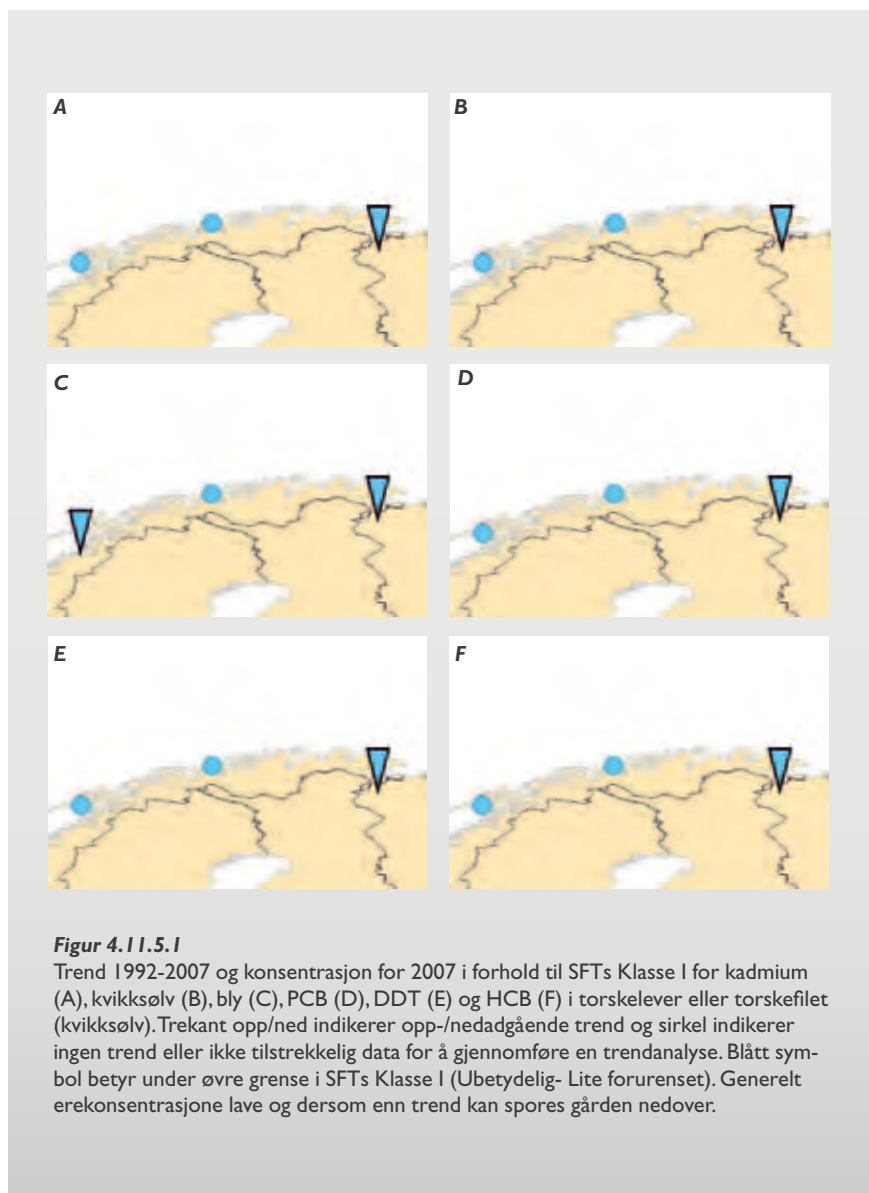 A
B
C
D
E
F
Figur 4.11.5.1
Trend 1992-2007 og konsentrasjon for 2007 i forhold til SFTs Klasse I for kadmium
(A), kvikksølv (B), bly (C), PCB (D), DDT (E) og HCB (F) i torskelever eller torskefilet
(kvikksølv). Trekant opp/ned indikerer opp-/nedadgående trend og sirkel indikerer
ingen trend eller ikke tilstrekkelig data for å gjennomføre en trendanalyse. Blått sym-
bol betyr under øvre grense i SFTs Klasse I (Ubetydelig- Lite forurenset). Generelt
erekonsentrasjone lave og dersom enn trend kan spores gården nedover.